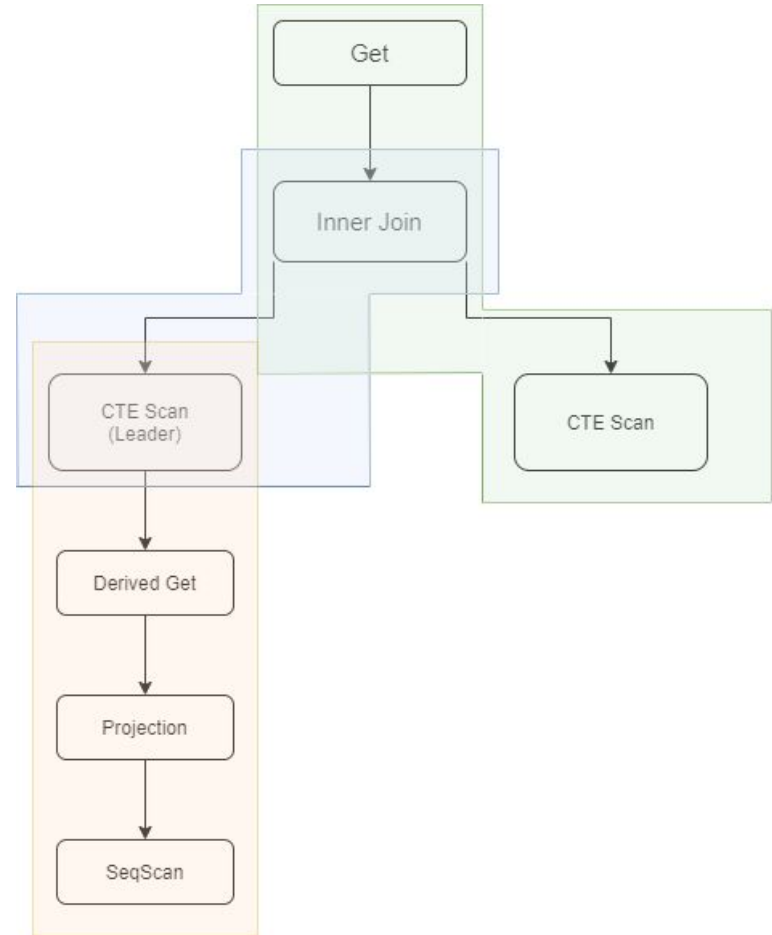 Get
Inner Join
CTE Scan
(Leader)
CTE Scan
Derived Get
Projection
SeqScan